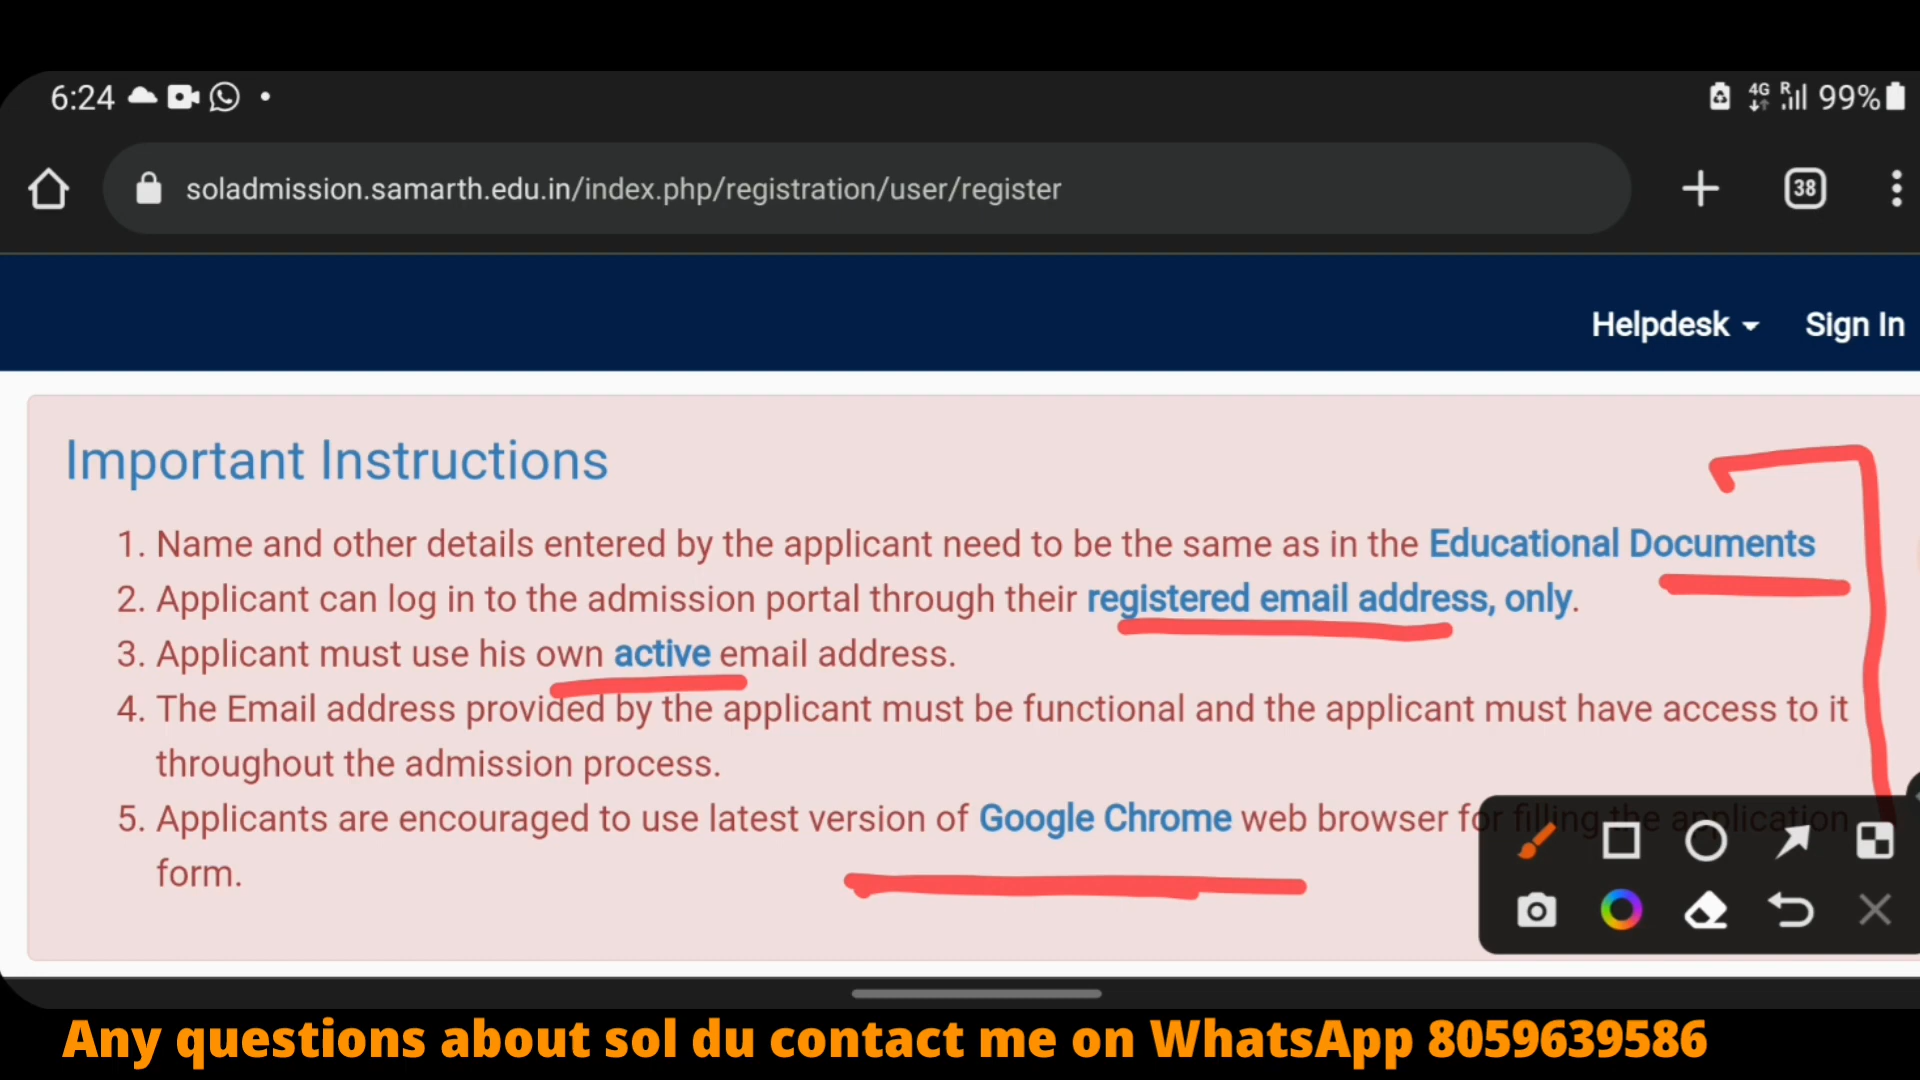 6:24
4G R 99%
soladmission.samarth.edu.in/index.php/registration/user/register
38
Helpdesk Sign In
Important Instructions
1. Name and other details entered by the applicant need to be the same as in the Educational Documents
2. Applicant can log in to the admission portal through their registered email address, only.
3. Applicant must use his own active email address.
4. The Email address provided by the applicant must be functional and the applicant must have access to it
throughout the admission process.
5. Applicants are encouraged to use latest version of Google Chrome web browser for filling the application
form.
Any questions about sol du contact me on WhatsApp 8059639586